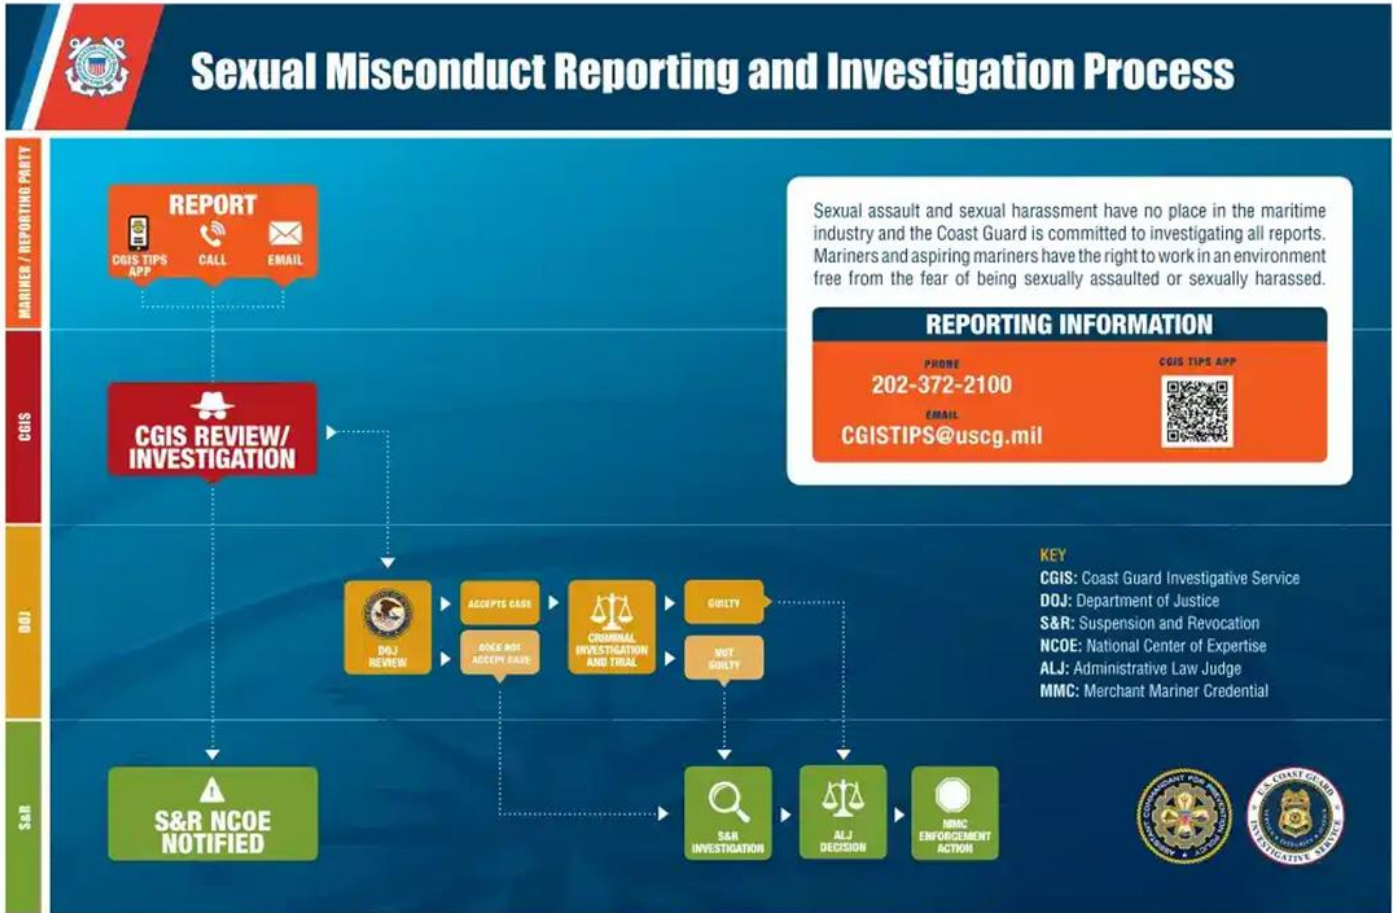 Sexual Misconduct Reporting and Investigation Process
MARINER / REPORTING PARTY
REPORT
CGIS TIPS
APP
CALL
EMAIL
Sexual assault and sexual harassment have no place in the maritime
industry and the Coast Guard is committed to investigating all reports.
Mariners and aspiring mariners have the right to work in an environment
free from the fear of being sexually assaulted or sexually harassed.
REPORTING INFORMATION
PHONE
202-372-2100
EMAIL
CGISTIPS@uscg.mil
CGIS TIPS APP
CGIS
CGIS REVIEW/
INVESTIGATION
DOJ
DOJ
REVIEW
ACCEPTS CASE
DOES NOT
ACCEPT CASE
CRIMINAL
INVESTIGATION
AND TRIAL
GUILTY
NOT
GUILTY
KEY
CGIS: Coast Guard Investigative Service
DOJ: Department of Justice
S&R: Suspension and Revocation
NCOE: National Center of Expertise
ALJ: Administrative Law Judge
MMC: Merchant Mariner Credential
S&R
S&R NCOE
NOTIFIED
S&R
INVESTIGATION
ALJ
DECISION
MMC
ENFORCEMENT
ACTION
ASSISTANT COMMANDANT FOR PREVENTION POLICY
U.S. COAST GUARD
INVESTIGATIVE SERVICE